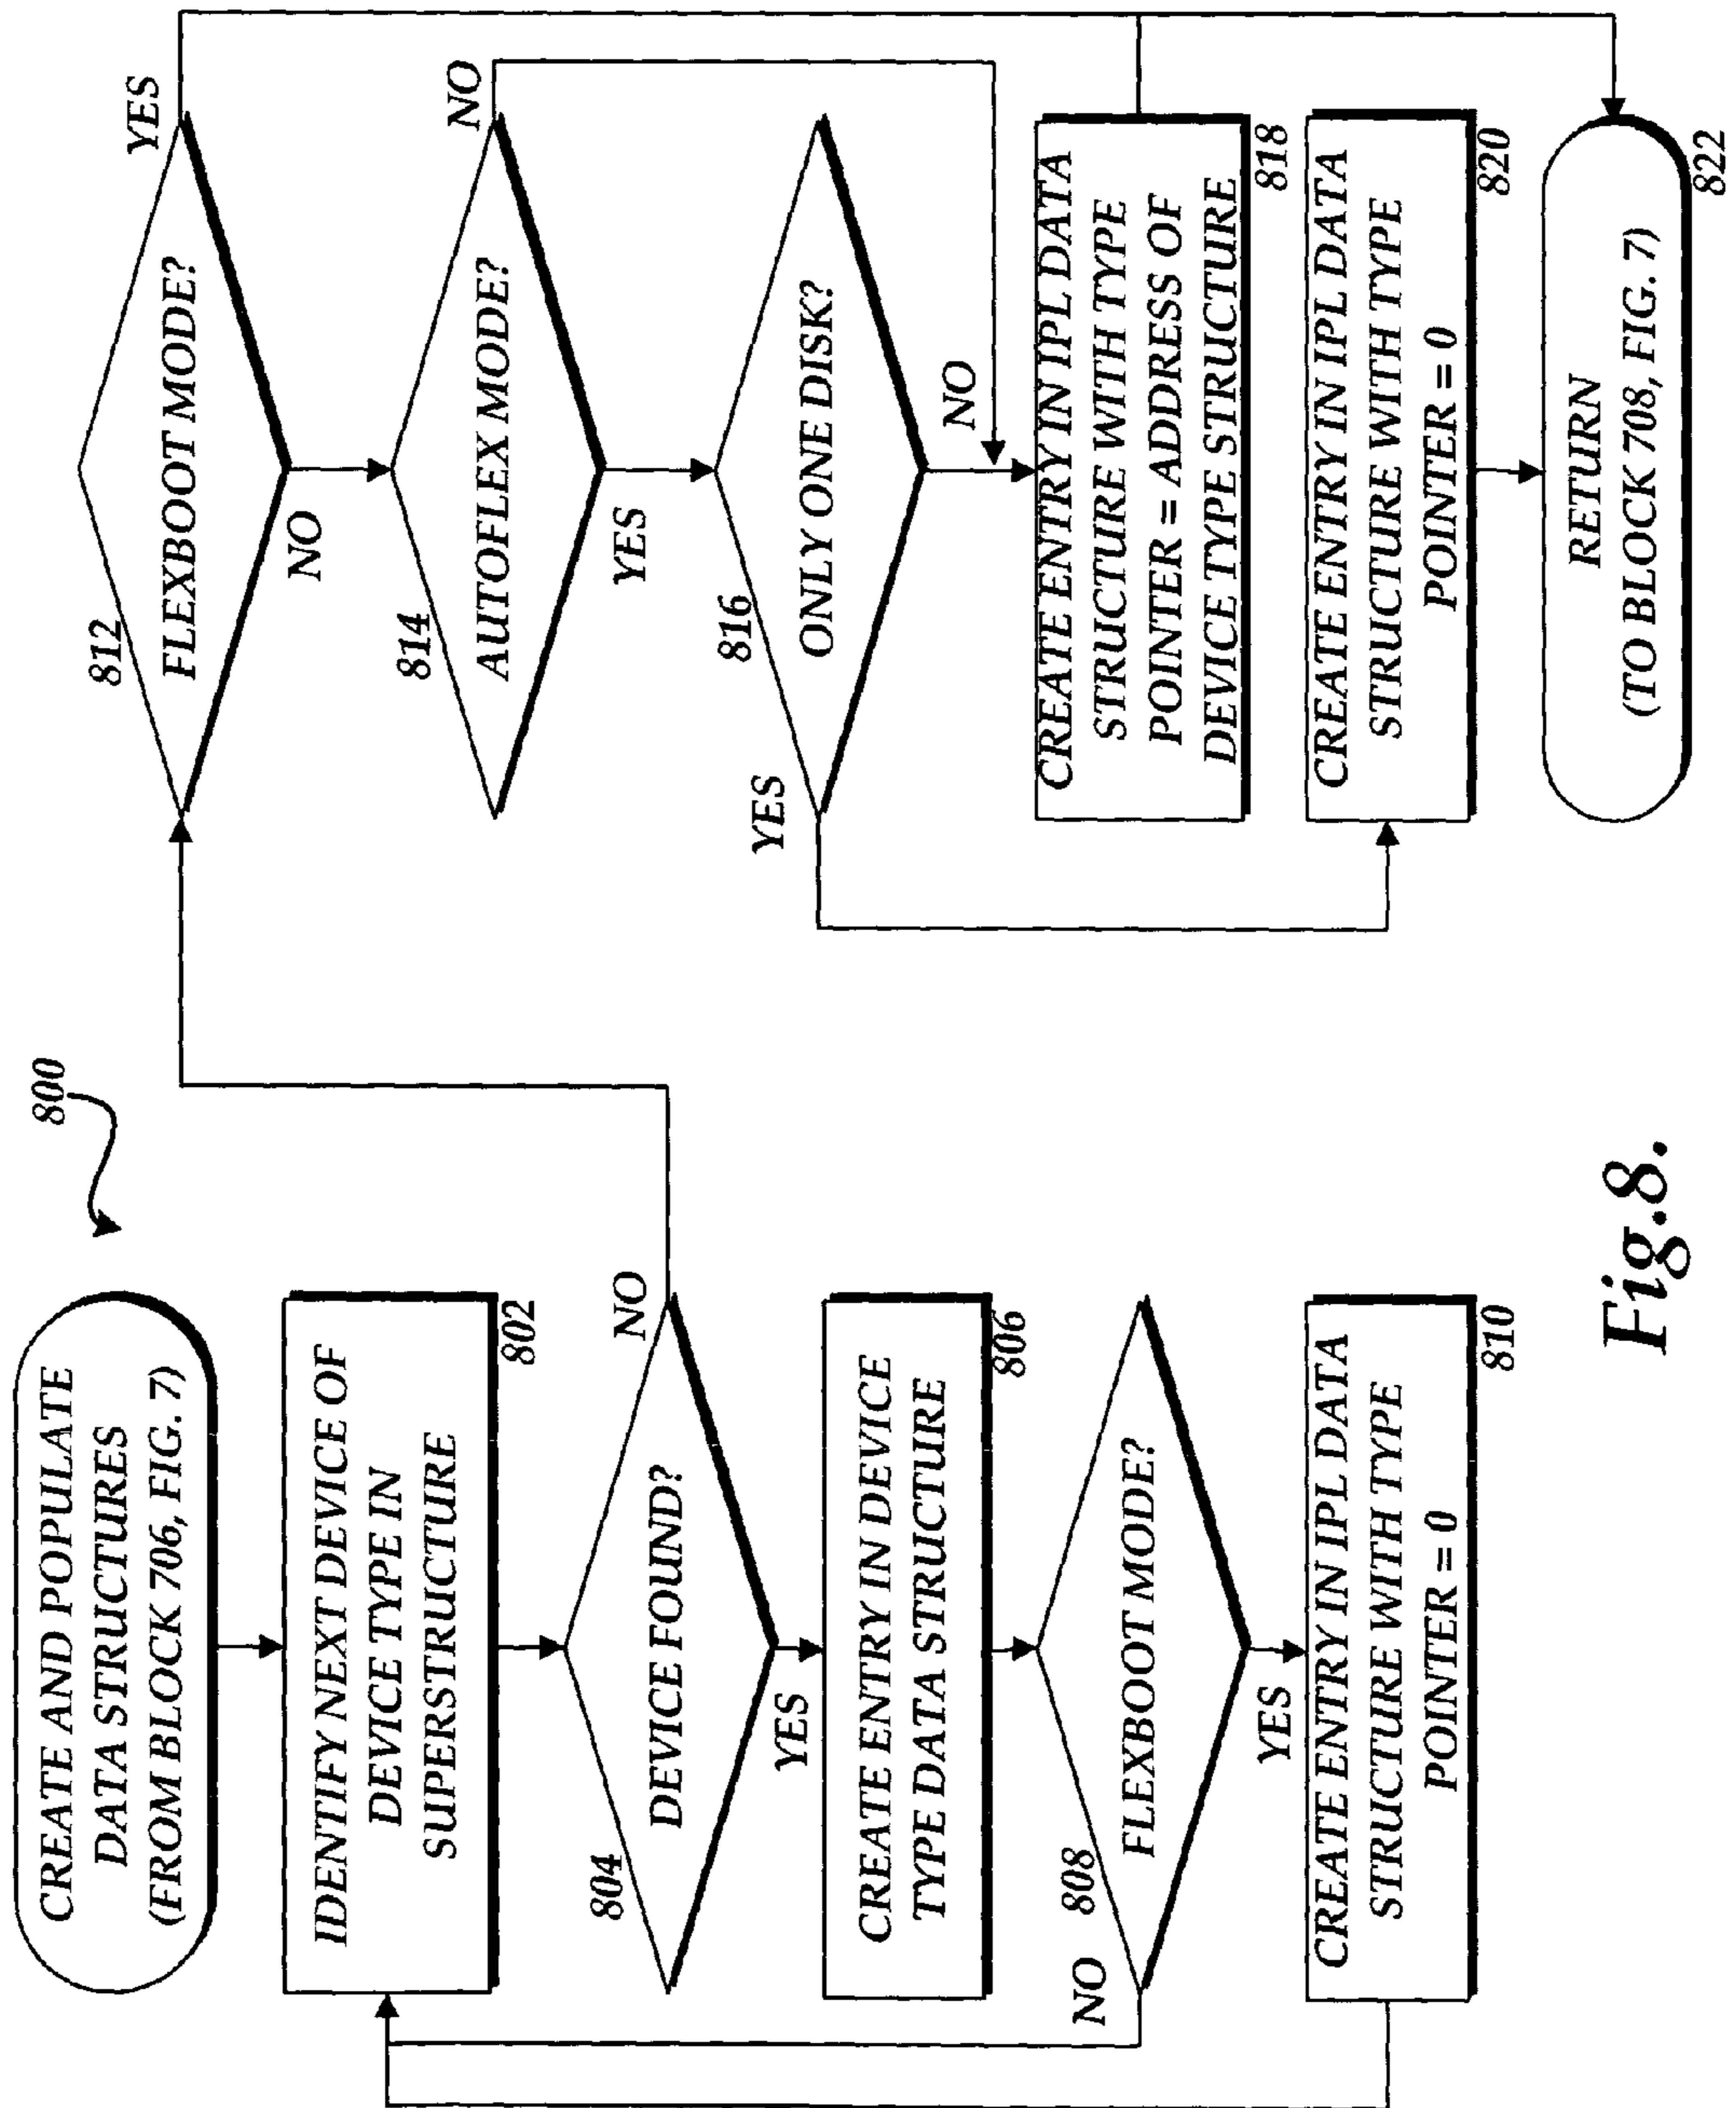 800
CREATE AND POPULATE
DATA STRUCTURES
(FROM BLOCK 706, FIG. 7)
IDENTIFY NEXT DEVICE OF
DEVICE TYPE IN
SUPERSTRUCTURE
802
804
DEVICE FOUND?
NO
YES
CREATE ENTRY IN DEVICE
TYPE DATA STRUCTURE
806
808
FLEXBOOT MODE?
NO
YES
CREATE ENTRY IN IPL DATA
STRUCTURE WITH TYPE
POINTER = 0
810
812
FLEXBOOT MODE?
YES
NO
814
AUTOFLEX MODE?
NO
YES
816
ONLY ONE DISK?
YES
NO
CREATE ENTRY IN IPL DATA
STRUCTURE WITH TYPE
POINTER = ADDRESS OF
DEVICE TYPE STRUCTURE
818
CREATE ENTRY IN IPL DATA
STRUCTURE WITH TYPE
POINTER = 0
820
RETURN
(TO BLOCK 708, FIG. 7)
822
Fig.8.